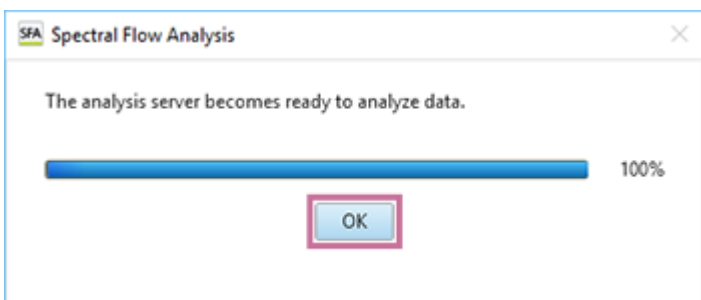 SFA Spectral Flow Analysis
The analysis server becomes ready to analyze data.
100%
OK